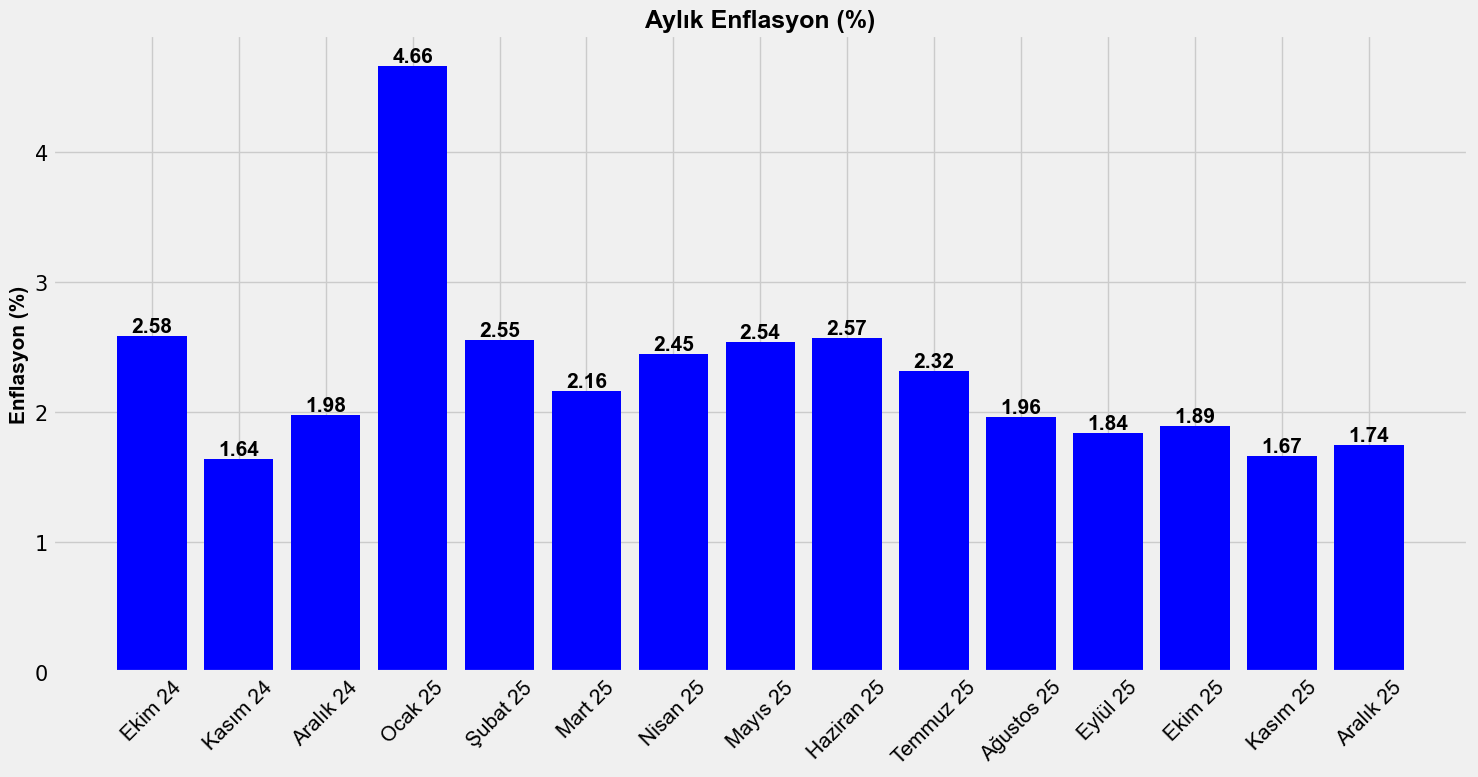 Aylık Enflasyon (%)
Enflasyon (%)
4
3
2
1
0
2.58
1.64
1.98
4.66
2.55
2.16
2.45
2.54
2.57
2.32
1.96
1.84
1.89
1.67
1.74
Ekim 24
Kasım 24
Aralık 24
Ocak 25
Şubat 25
Mart 25
Nisan 25
Mayıs 25
Haziran 25
Temmuz 25
Ağustos 25
Eylül 25
Ekim 25
Kasım 25
Aralık 25